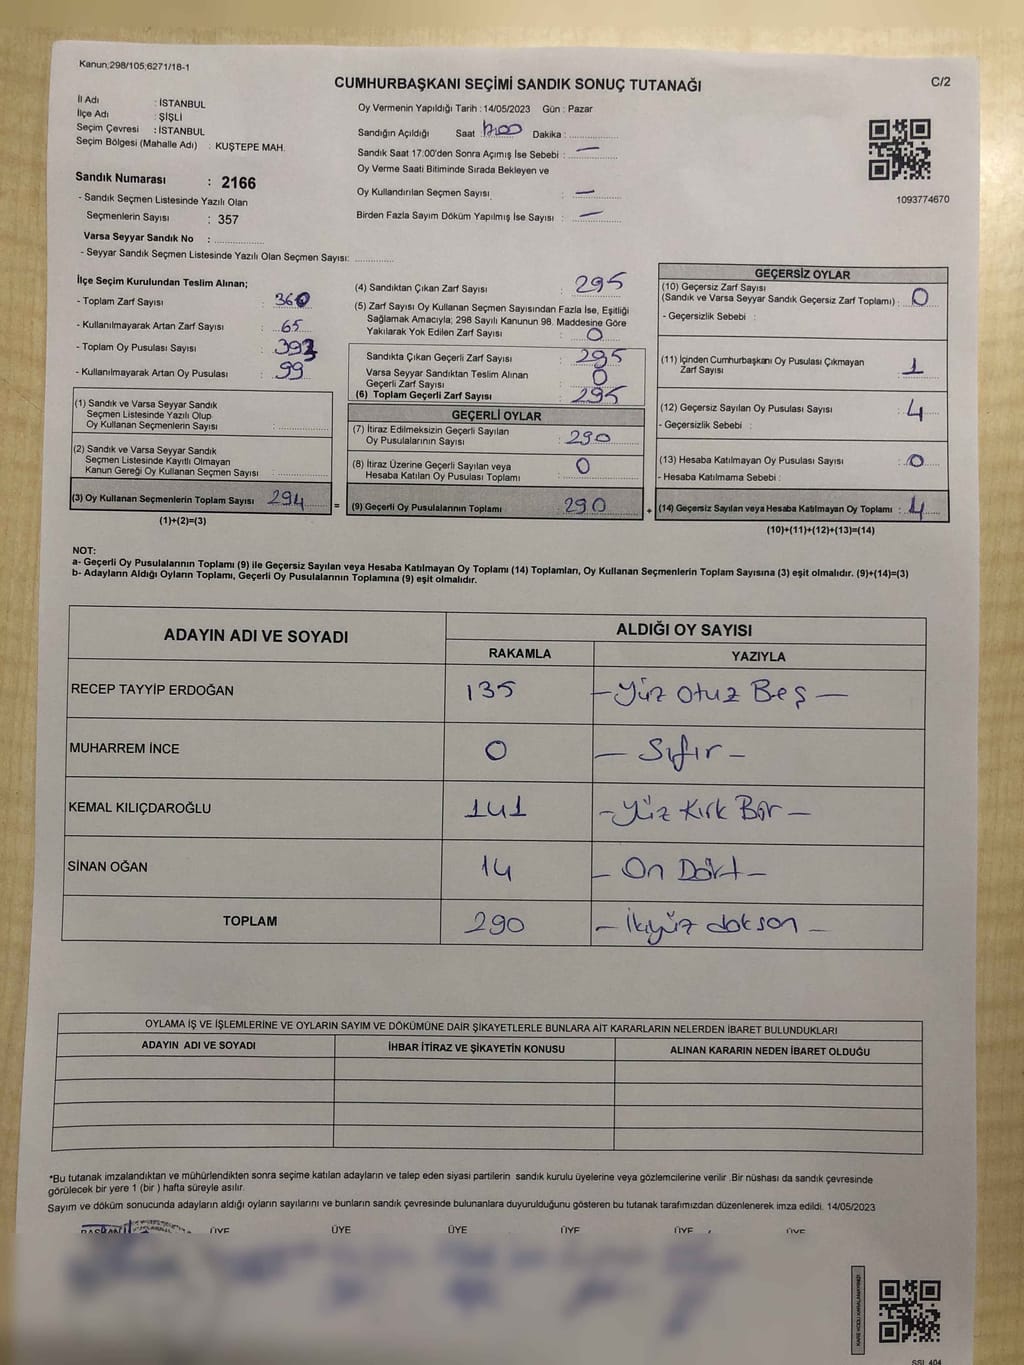 Kanun;298/105,6271/18-1
CUMHURBAŞKANI SEÇİMİ SANDIK SONUÇ TUTANAĞI
C/2
İl Adı : İSTANBUL
İlçe Adı : ŞİŞLİ
Seçim Çevresi : İSTANBUL
Seçim Bölgesi (Mahalle Adı) : KUŞTEPE MAH.
Sandık Numarası : 2166
- Sandık Seçmen Listesinde Yazılı Olan
Seçmenlerin Sayısı : 357
Varsa Seyyar Sandık No : ..............
- Seyyar Sandık Seçmen Listesinde Yazılı Olan Seçmen Sayısı: ............
Oy Vermenin Yapıldığı Tarih : 14/05/2023 Gün : Pazar
Sandığın Açıldığı Saat : 17:00 Dakika : ..............
Sandık Saat 17:00'den Sonra Açımış İse Sebebi : —
Oy Verme Saati Bitiminde Sırada Bekleyen ve
Oy Kullandırılan Seçmen Sayısı : —
Birden Fazla Sayım Döküm Yapılmış İse Sayısı : —
1093774670
İlçe Seçim Kurulundan Teslim Alınan;
- Toplam Zarf Sayısı : 360
- Kullanılmayarak Artan Zarf Sayısı : 65
- Toplam Oy Pusulası Sayısı : 393
- Kullanılmayarak Artan Oy Pusulası : 99
(1) Sandık ve Varsa Seyyar Sandık
Seçmen Listesinde Yazılı Olup
Oy Kullanan Seçmenlerin Sayısı : ..............
(2) Sandık ve Varsa Seyyar Sandık
Seçmen Listesinde Kayıtlı Olmayan
Kanun Gereği Oy Kullanan Seçmen Sayısı : ..............
(3) Oy Kullanan Seçmenlerin Toplam Sayısı 294
(1)+(2)=(3)
=
(4) Sandıktan Çıkan Zarf Sayısı : 295
(5) Zarf Sayısı Oy Kullanan Seçmen Sayısından Fazla İse, Eşitliği
Sağlamak Amacıyla; 298 Sayılı Kanunun 98. Maddesine Göre
Yakılarak Yok Edilen Zarf Sayısı : 0
Sandıkta Çıkan Geçerli Zarf Sayısı : 295
Varsa Seyyar Sandıktan Teslim Alınan
Geçerli Zarf Sayısı : 0
(6) Toplam Geçerli Zarf Sayısı : 295
GEÇERLİ OYLAR
(7) İtiraz Edilmeksizin Geçerli Sayılan
Oy Pusulalarının Sayısı : 290
(8) İtiraz Üzerine Geçerli Sayılan veya
Hesaba Katılan Oy Pusulası Toplamı : 0
(9) Geçerli Oy Pusulalarının Toplamı : 290
+
GEÇERSİZ OYLAR
(10) Geçersiz Zarf Sayısı
(Sandık ve Varsa Seyyar Sandık Geçersiz Zarf Toplamı) : 0
- Geçersizlik Sebebi :
(11) İçinden Cumhurbaşkanı Oy Pusulası Çıkmayan
Zarf Sayısı : 1
(12) Geçersiz Sayılan Oy Pusulası Sayısı : 4
- Geçersizlik Sebebi :
(13) Hesaba Katılmayan Oy Pusulası Sayısı : 0
- Hesaba Katılmama Sebebi :
(14) Geçersiz Sayılan veya Hesaba Katılmayan Oy Toplamı : 4
(10)+(11)+(12)+(13)=(14)
NOT:
a- Geçerli Oy Pusulalarının Toplamı (9) ile Geçersiz Sayılan veya Hesaba Katılmayan Oy Toplamı (14) Toplamları, Oy Kullanan Seçmenlerin Toplam Sayısına (3) eşit olmalıdır. (9)+(14)=(3)
b- Adayların Aldığı Oyların Toplamı, Geçerli Oy Pusulalarının Toplamına (9) eşit olmalıdır.
ADAYIN ADI VE SOYADI
ALDIĞI OY SAYISI
RAKAMLA YAZIYLA
RECEP TAYYİP ERDOĞAN 135 — Yüz Otuz Beş —
MUHARREM İNCE 0 — Sıfır —
KEMAL KILIÇDAROĞLU 141 — Yüz Kırk Bir —
SİNAN OĞAN 14 — On Dört —
TOPLAM 290 — İkiyüz doksan —
OYLAMA İŞ VE İŞLEMLERİNE VE OYLARIN SAYIM VE DÖKÜMÜNE DAİR ŞİKAYETLERLE BUNLARA AİT KARARLARIN NELERDEN İBARET BULUNDUKLARI
ADAYIN ADI VE SOYADI İHBAR İTİRAZ VE ŞİKAYETİN KONUSU ALINAN KARARIN NEDEN İBARET OLDUĞU
*Bu tutanak imzalandıktan ve mühürlendikten sonra seçime katılan adayların ve talep eden siyasi partilerin sandık kurulu üyelerine veya gözlemcilerine verilir. Bir nüshası da sandık çevresinde
görülecek bir yere 1 (bir ) hafta süreyle asılır.
Sayım ve döküm sonucunda adayların aldığı oyların sayılarını ve bunların sandık çevresinde bulunanlara duyurulduğunu gösteren bu tutanak tarafımızdan düzenlenerek imza edildi. 14/05/2023
BAŞKAN ÜYE ÜYE ÜYE ÜYE ÜYE ÜYE
KARE KODU KARALAMAYINIZ!
SSI_404